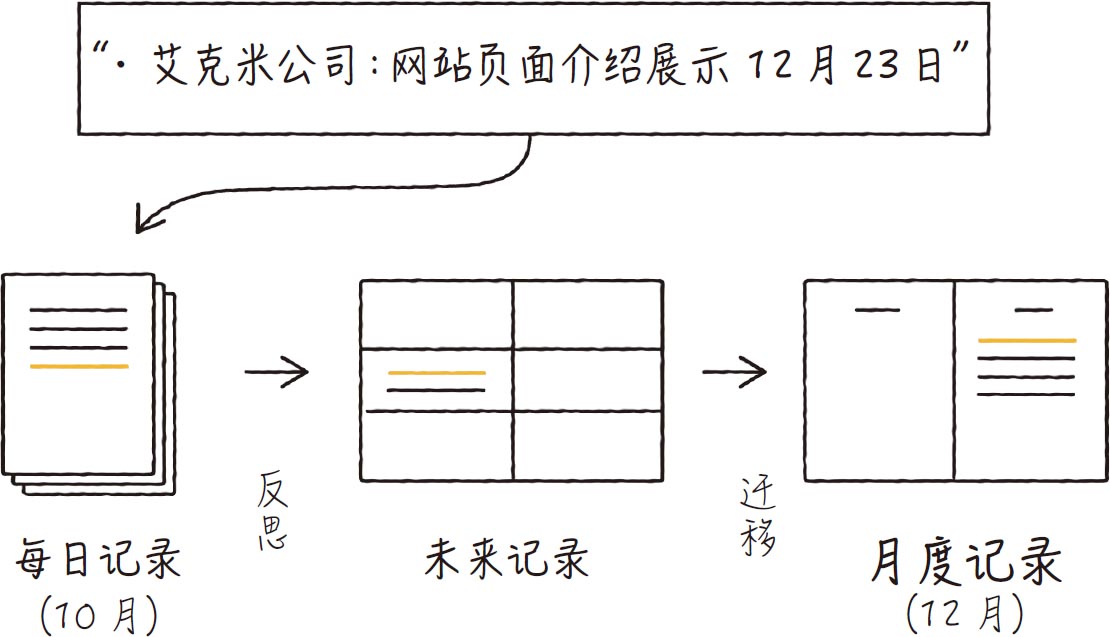 “· 艾克米公司：网站页面介绍展示 12 月 23 日”
反思
迁移
每日记录
(10 月)
未来记录
月度记录
(12 月)